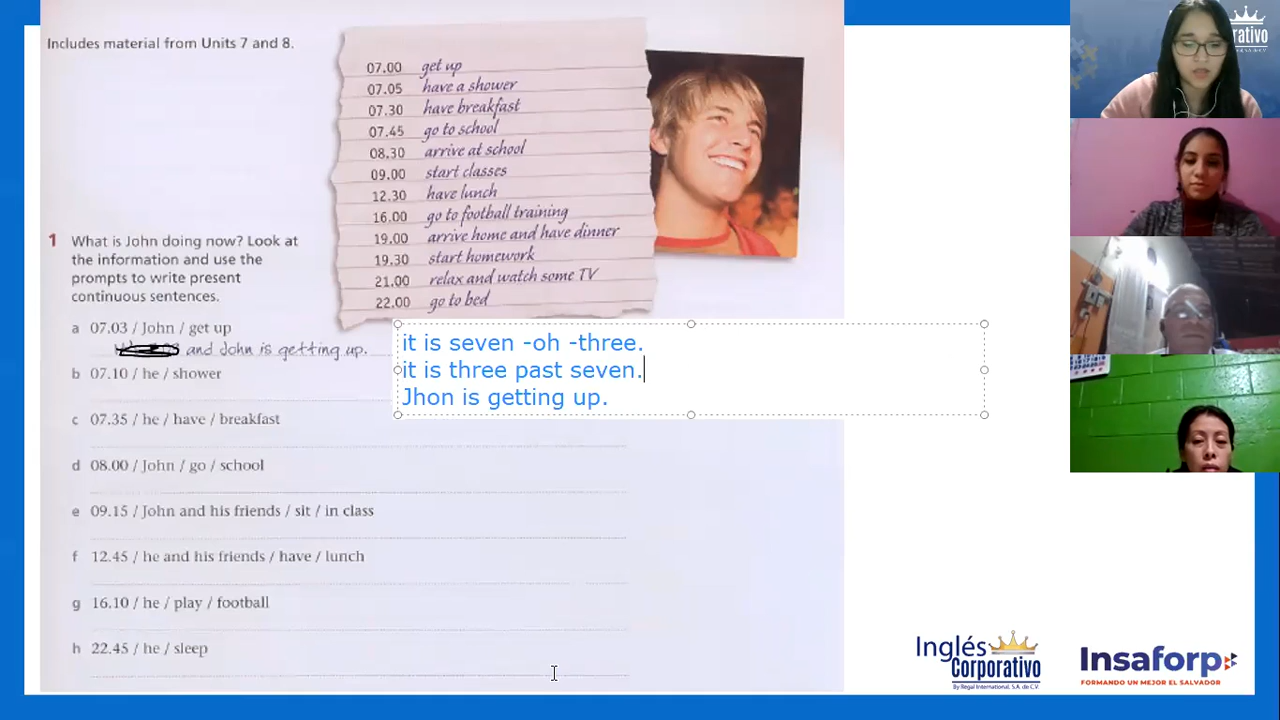 Includes material from Units 7 and 8.
07.00 get up
07.05 have a shower
07.30 have breakfast
07.45 go to school
08.30 arrive at school
09.00 start classes
12.30 have lunch
16.00 go to football training
19.00 arrive home and have dinner
19.30 start homework
21.00 relax and watch some TV
22.00 go to bed
1 What is John doing now? Look at
the information and use the
prompts to write present
continuous sentences.
a 07.03 / John / get up
and John is getting up.
it is seven -oh -three.
it is three past seven.
Jhon is getting up.
b 07.10 / he / shower
c 07.35 / he / have / breakfast
d 08.00 / John / go / school
e 09.15 / John and his friends / sit / in class
f 12.45 / he and his friends / have / lunch
g 16.10 / he / play / football
h 22.45 / he / sleep
Inglés
Corporativo
By Regal International, S.A. de C.V.
Insaforp
FORMANDO UN MEJOR EL SALVADOR